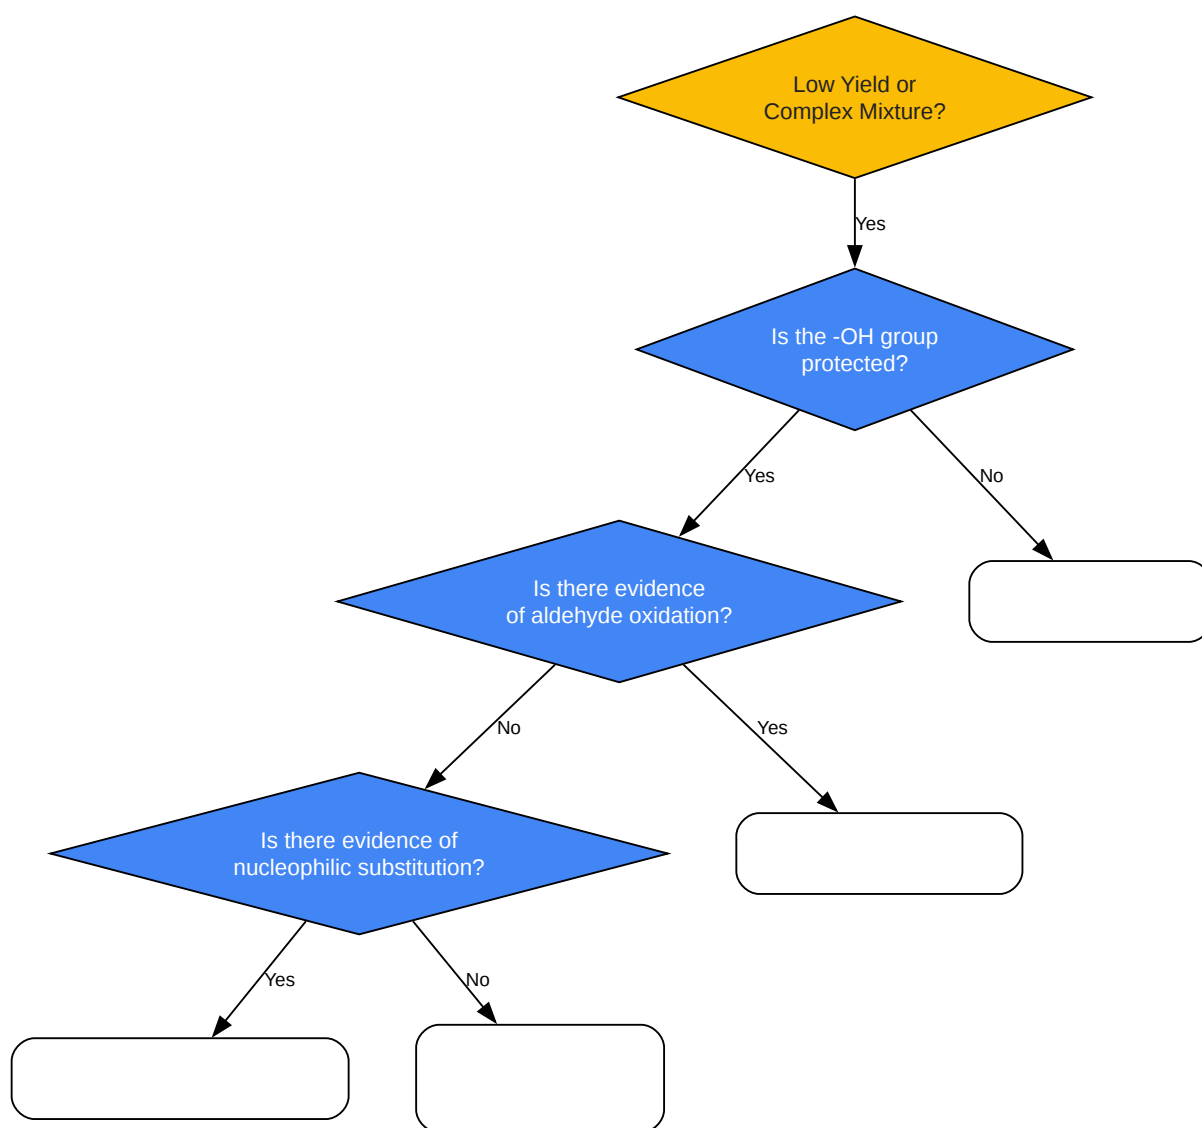 Low Yield or
Complex Mixture?
Yes
Is the -OH group
protected?
Yes
No
Is there evidence
of aldehyde oxidation?
No
Yes
Is there evidence of
nucleophilic substitution?
Yes
No